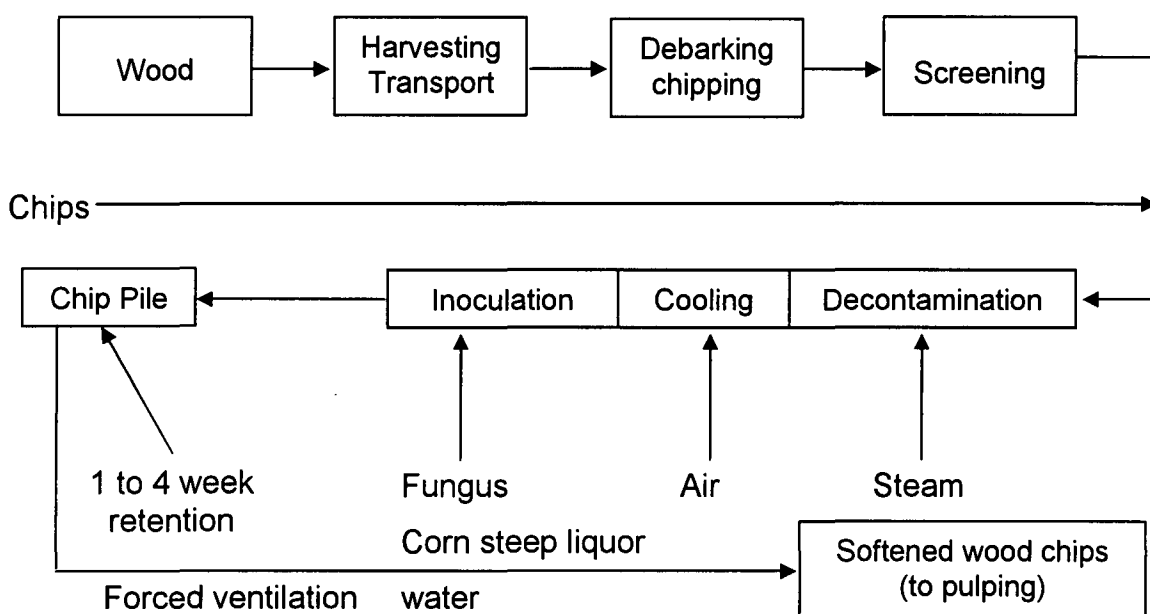 Wood
Harvesting
Transport
Debarking
chipping
Screening
Chips
Chip Pile
Inoculation
Cooling
Decontamination
1 to 4 week
retention
Fungus
Air
Steam
Corn steep liquor
Forced ventilation
water
Softened wood chips
(to pulping)